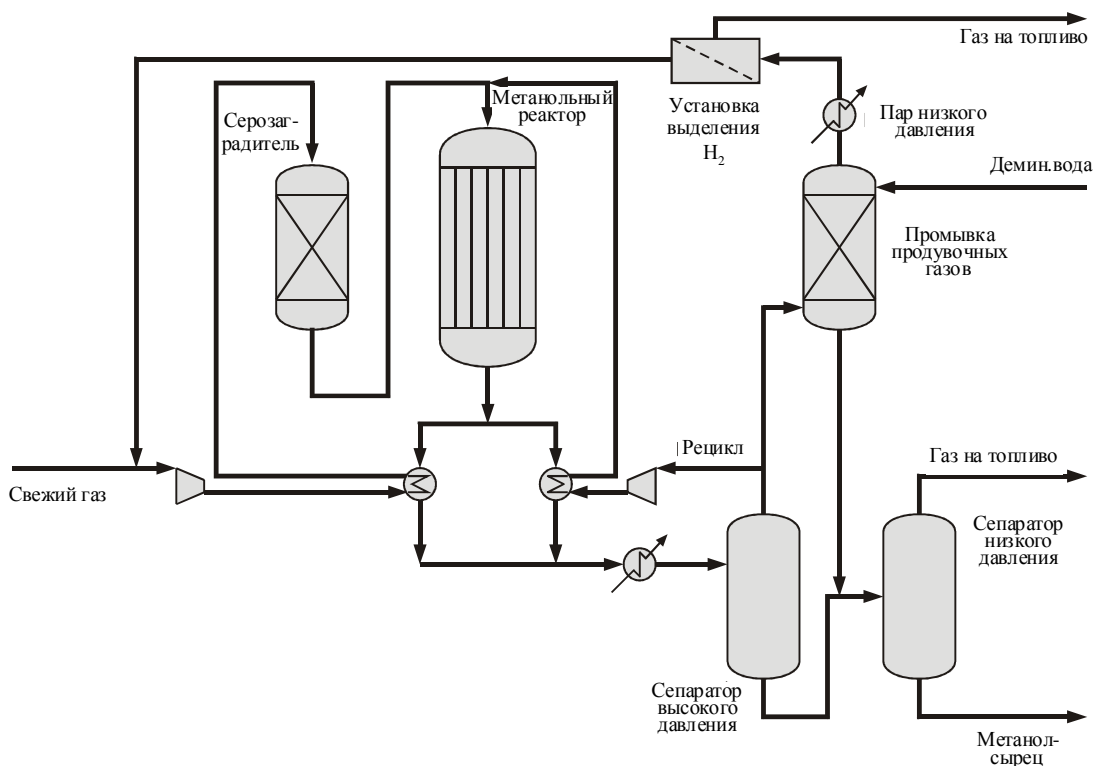 Газ на топливо
Метанольный
реактор
Серозаг-
радитель
Установка
выделения
H2
Пар низкого
давления
Демин.вода
Промывка
продувочных
газов
Рецикл
Газ на топливо
Свежий газ
Сепаратор
низкого
давления
Сепаратор
высокого
давления
Метанол-
сырец